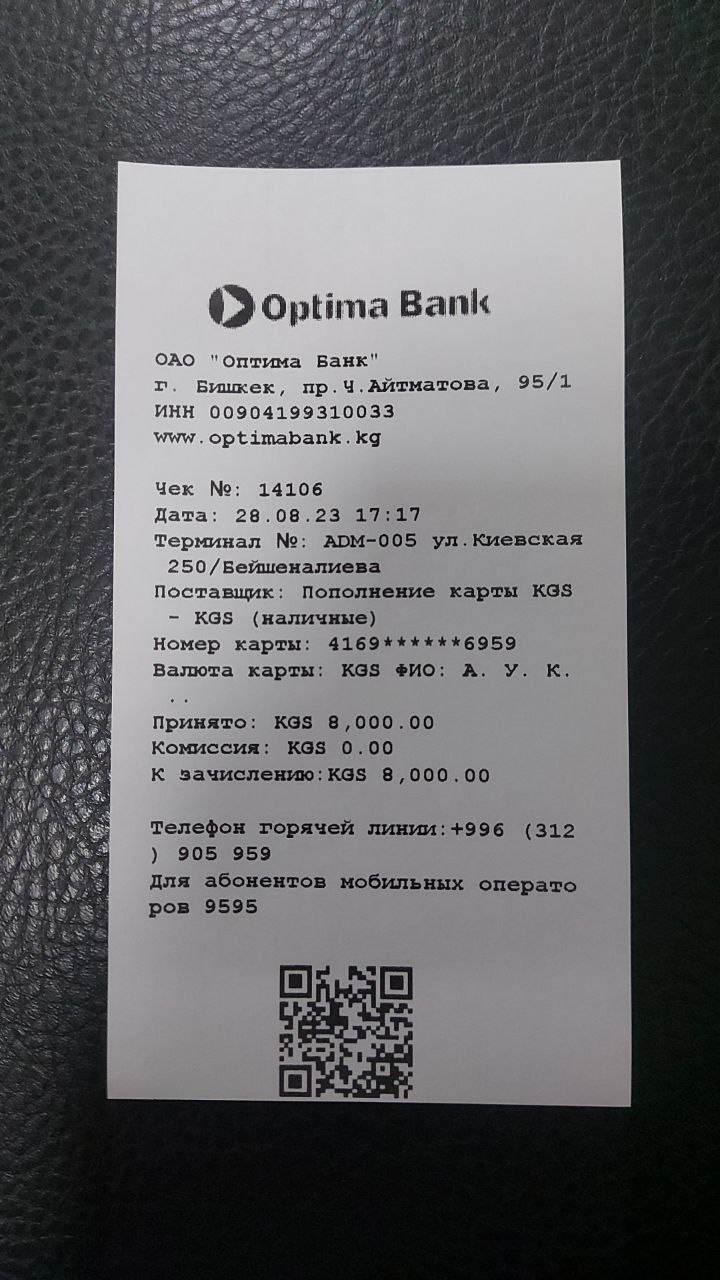 Optima Bank
ОАО "Оптима Банк"
г. Бишкек, пр.Ч.Айтматова, 95/1
ИНН 00904199310033
www.optimabank.kg
Чек №: 14106
Дата: 28.08.23 17:17
Терминал №: ADM-005 ул.Киевская
250/Бейшеналиева
Поставщик: Пополнение карты KGS
- KGS (наличные)
Номер карты: 4169******6959
Валюта карты: KGS ФИО: А. У. К.
..
Принято: KGS 8,000.00
Комиссия: KGS 0.00
К зачислению:KGS 8,000.00
Телефон горячей линии:+996 (312
) 905 959
Для абонентов мобильных операто
ров 9595